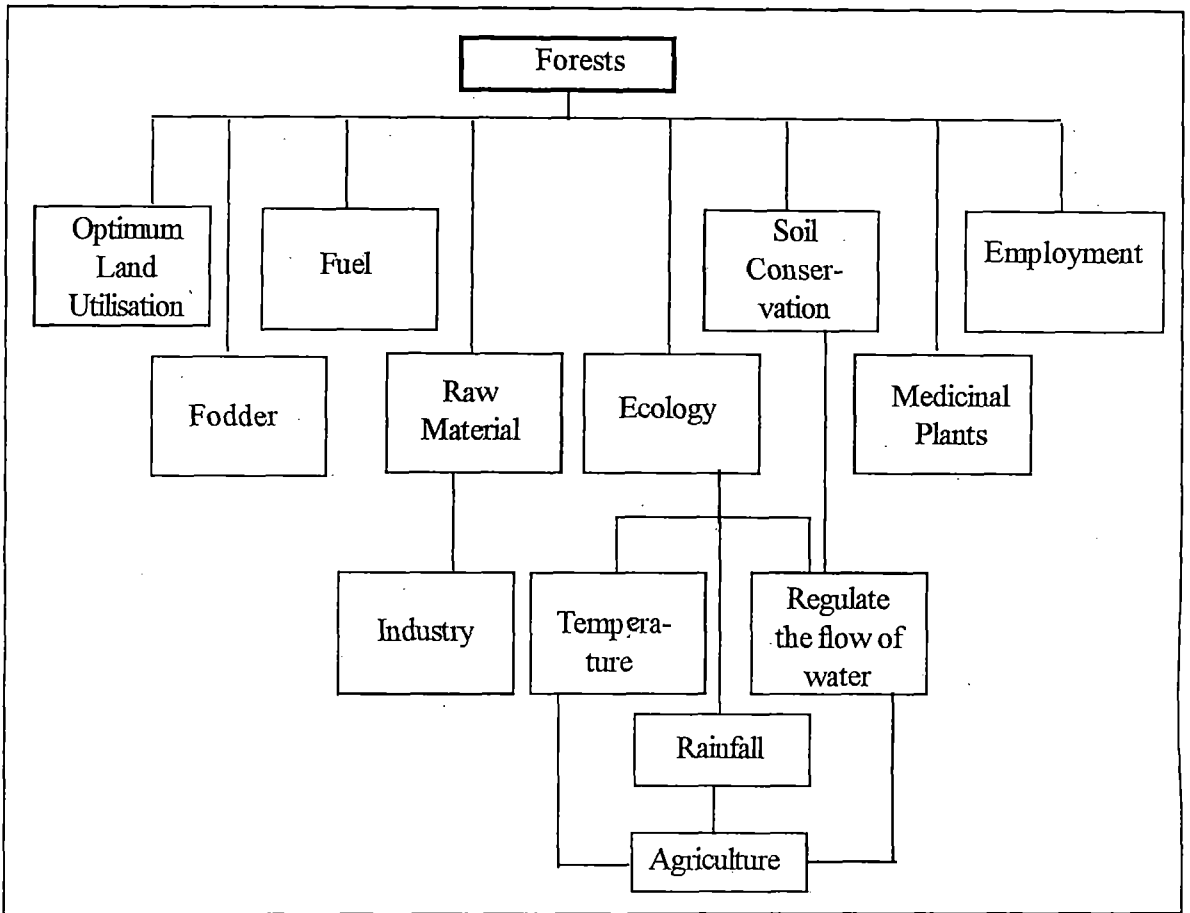 Forests
Optimum
Land
Utilisation
Fodder
Fuel
Raw
Material
Ecology
Soil
Conser-
vation
Medicinal
Plants
Employment
Industry
Tempera-
ture
Regulate
the flow of
water
Rainfall
Agriculture